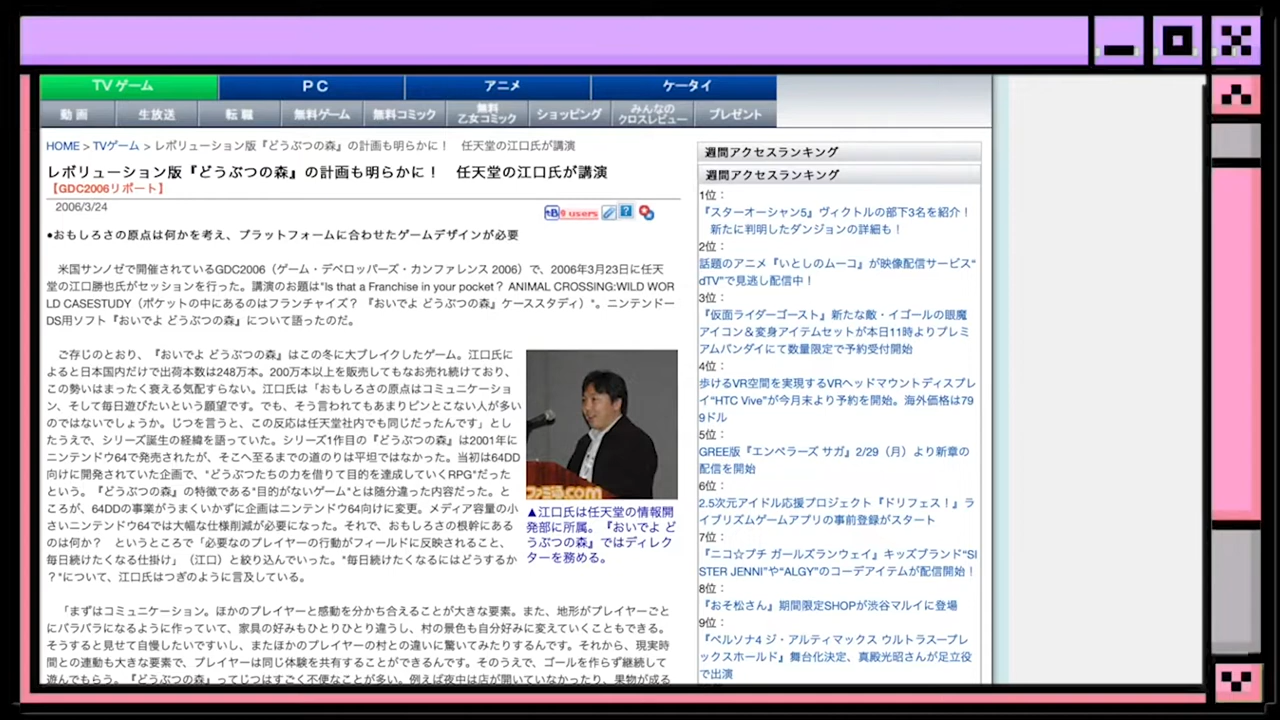 TVゲーム
PC
アニメ
ケータイ
動画
生放送
転職
無料ゲーム
無料コミック
無料
乙女コミック
ショッピング
みんなの
クロスレビュー
プレゼント
HOME > TVゲーム > レボリューション版『どうぶつの森』の計画も明らかに！　任天堂の江口氏が講演
レボリューション版『どうぶつの森』の計画も明らかに！　任天堂の江口氏が講演
【GDC2006リポート】
2006/3/24
B! 9 users
●おもしろさの原点は何かを考え、プラットフォームに合わせたゲームデザインが必要
米国サンノゼで開催されているGDC2006（ゲーム・デベロッパーズ・カンファレンス 2006）で、2006年3月23日に任天
堂の江口勝也氏がセッションを行った。講演のお題は"Is that a Franchise in your pocket？ ANIMAL CROSSING:WILD WOR
LD CASESTUDY（ポケットの中にあるのはフランチャイズ？ 『おいでよ どうぶつの森』ケーススタディ）"。ニンテンドー
DS用ソフト『おいでよ どうぶつの森』について語ったのだ。
ご存じのとおり、『おいでよ どうぶつの森』はこの冬に大ブレイクしたゲーム。江口氏に
よると日本国内だけで出荷本数は248万本。200万本以上を販売してもなお売れ続けており、
この勢いはまったく衰える気配すらない。江口氏は「おもしろさの原点はコミュニケーショ
ン、そして毎日遊びたいという願望です。でも、そう言われてもあまりピンとこない人が多い
のではないでしょうか。じつを言うと、この反応は任天堂社内でも同じだったんです」とし
たうえで、シリーズ誕生の経緯を語っていた。シリーズ1作目の『どうぶつの森』は2001年に
ニンテンドウ64で発売されたが、そこへ至るまでの道のりは平坦ではなかった。当初は64DD
向けに開発されていた企画で、"どうぶつたちの力を借りて目的を達成していくRPG"だった
という。『どうぶつの森』の特徴である"目的がないゲーム"とは随分違った内容だった。と
ころが、64DDの事業がうまくいかずに企画はニンテンドウ64向けに変更。メディア容量の小
さいニンテンドウ64では大幅な仕様削減が必要になった。それで、おもしろさの根幹にある
のは何か？　というところで「必要なのプレイヤーの行動がフィールドに反映されること、
毎日続けたくなる仕掛け」（江口）と絞り込んでいった。"毎日続けたくなるにはどうするか
？"について、江口氏はつぎのように言及している。
ファミ通.com
▲江口氏は任天堂の情報開
発部に所属。『おいでよ ど
うぶつの森』ではディレク
ターを務める。
「まずはコミュニケーション。ほかのプレイヤーと感動を分かち合えることが大きな要素。また、地形がプレイヤーごと
にバラバラになるように作っていて、家具の好みもひとりひとり違うし、村の景色も自分好みに変えていくこともできる。
そうすると見せて自慢したいですいし、またほかのプレイヤーの村との違いに驚いてみたりするんです。それから、現実時
間との連動も大きな要素で、プレイヤーは同じ体験を共有することができるんです。そのうえで、ゴールを作らず継続して
遊んでもらう。『どうぶつの森』ってじつはすごく不便なことが多い。例えば夜中は店が開いていなかったり、果物が成る
週間アクセスランキング
週間アクセスランキング
1位：
『スターオーシャン5』ヴィクトルの部下3名を紹介！
新たに判明したダンジョンの詳細も！
2位：
話題のアニメ『いとしのムーコ』が映像配信サービス“
dTV”で見逃し配信中！
3位：
『仮面ライダーゴースト』新たな敵・イゴールの眼魔
アイコン＆変身アイテムセットが本日11時よりプレミ
アムバンダイにて数量限定で予約受付開始
4位：
歩けるVR空間を実現するVRヘッドマウントディスプレ
イ“HTC Vive”が今月末より予約を開始。海外価格は79
9ドル
5位：
GREE版『エンペラーズ サガ』2/29（月）より新章の
配信を開始
6位：
2.5次元アイドル応援プロジェクト『ドリフェス！』ラ
イブリズムゲームアプリの事前登録がスタート
7位：
『ニコ☆プチ ガールズランウェイ』キッズブランド“SI
STER JENNI”や“ALGY”のコーデアイテムが配信開始！
8位：
『おそ松さん』期間限定SHOPが渋谷マルイに登場
9位：
『ペルソナ4 ジ・アルティマックス ウルトラスープレ
ックスホールド』舞台化決定、真殿光昭さんが足立役
で出演